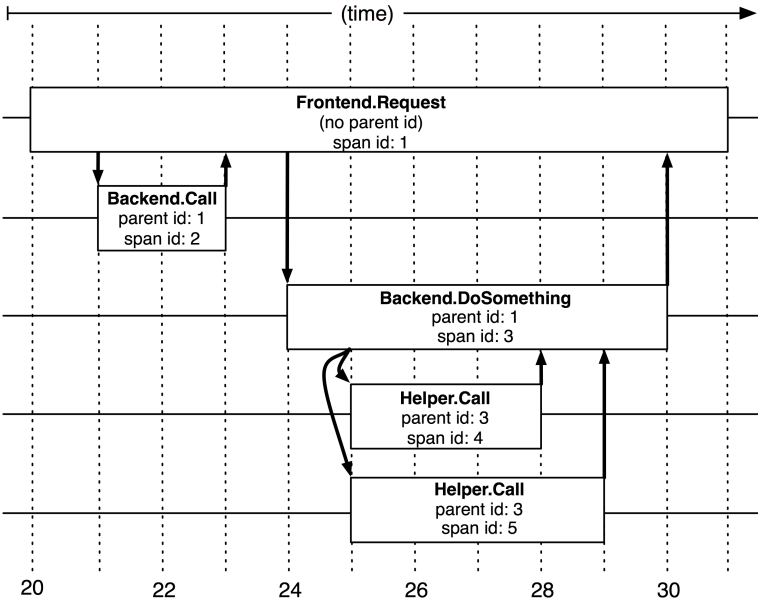 (time)
Frontend.Request
(no parent id)
span id: 1
Backend.Call
parent id: 1
span id: 2
Backend.DoSomething
parent id: 1
span id: 3
Helper.Call
parent id: 3
span id: 4
Helper.Call
parent id: 3
span id: 5
20 22 24 26 28 30